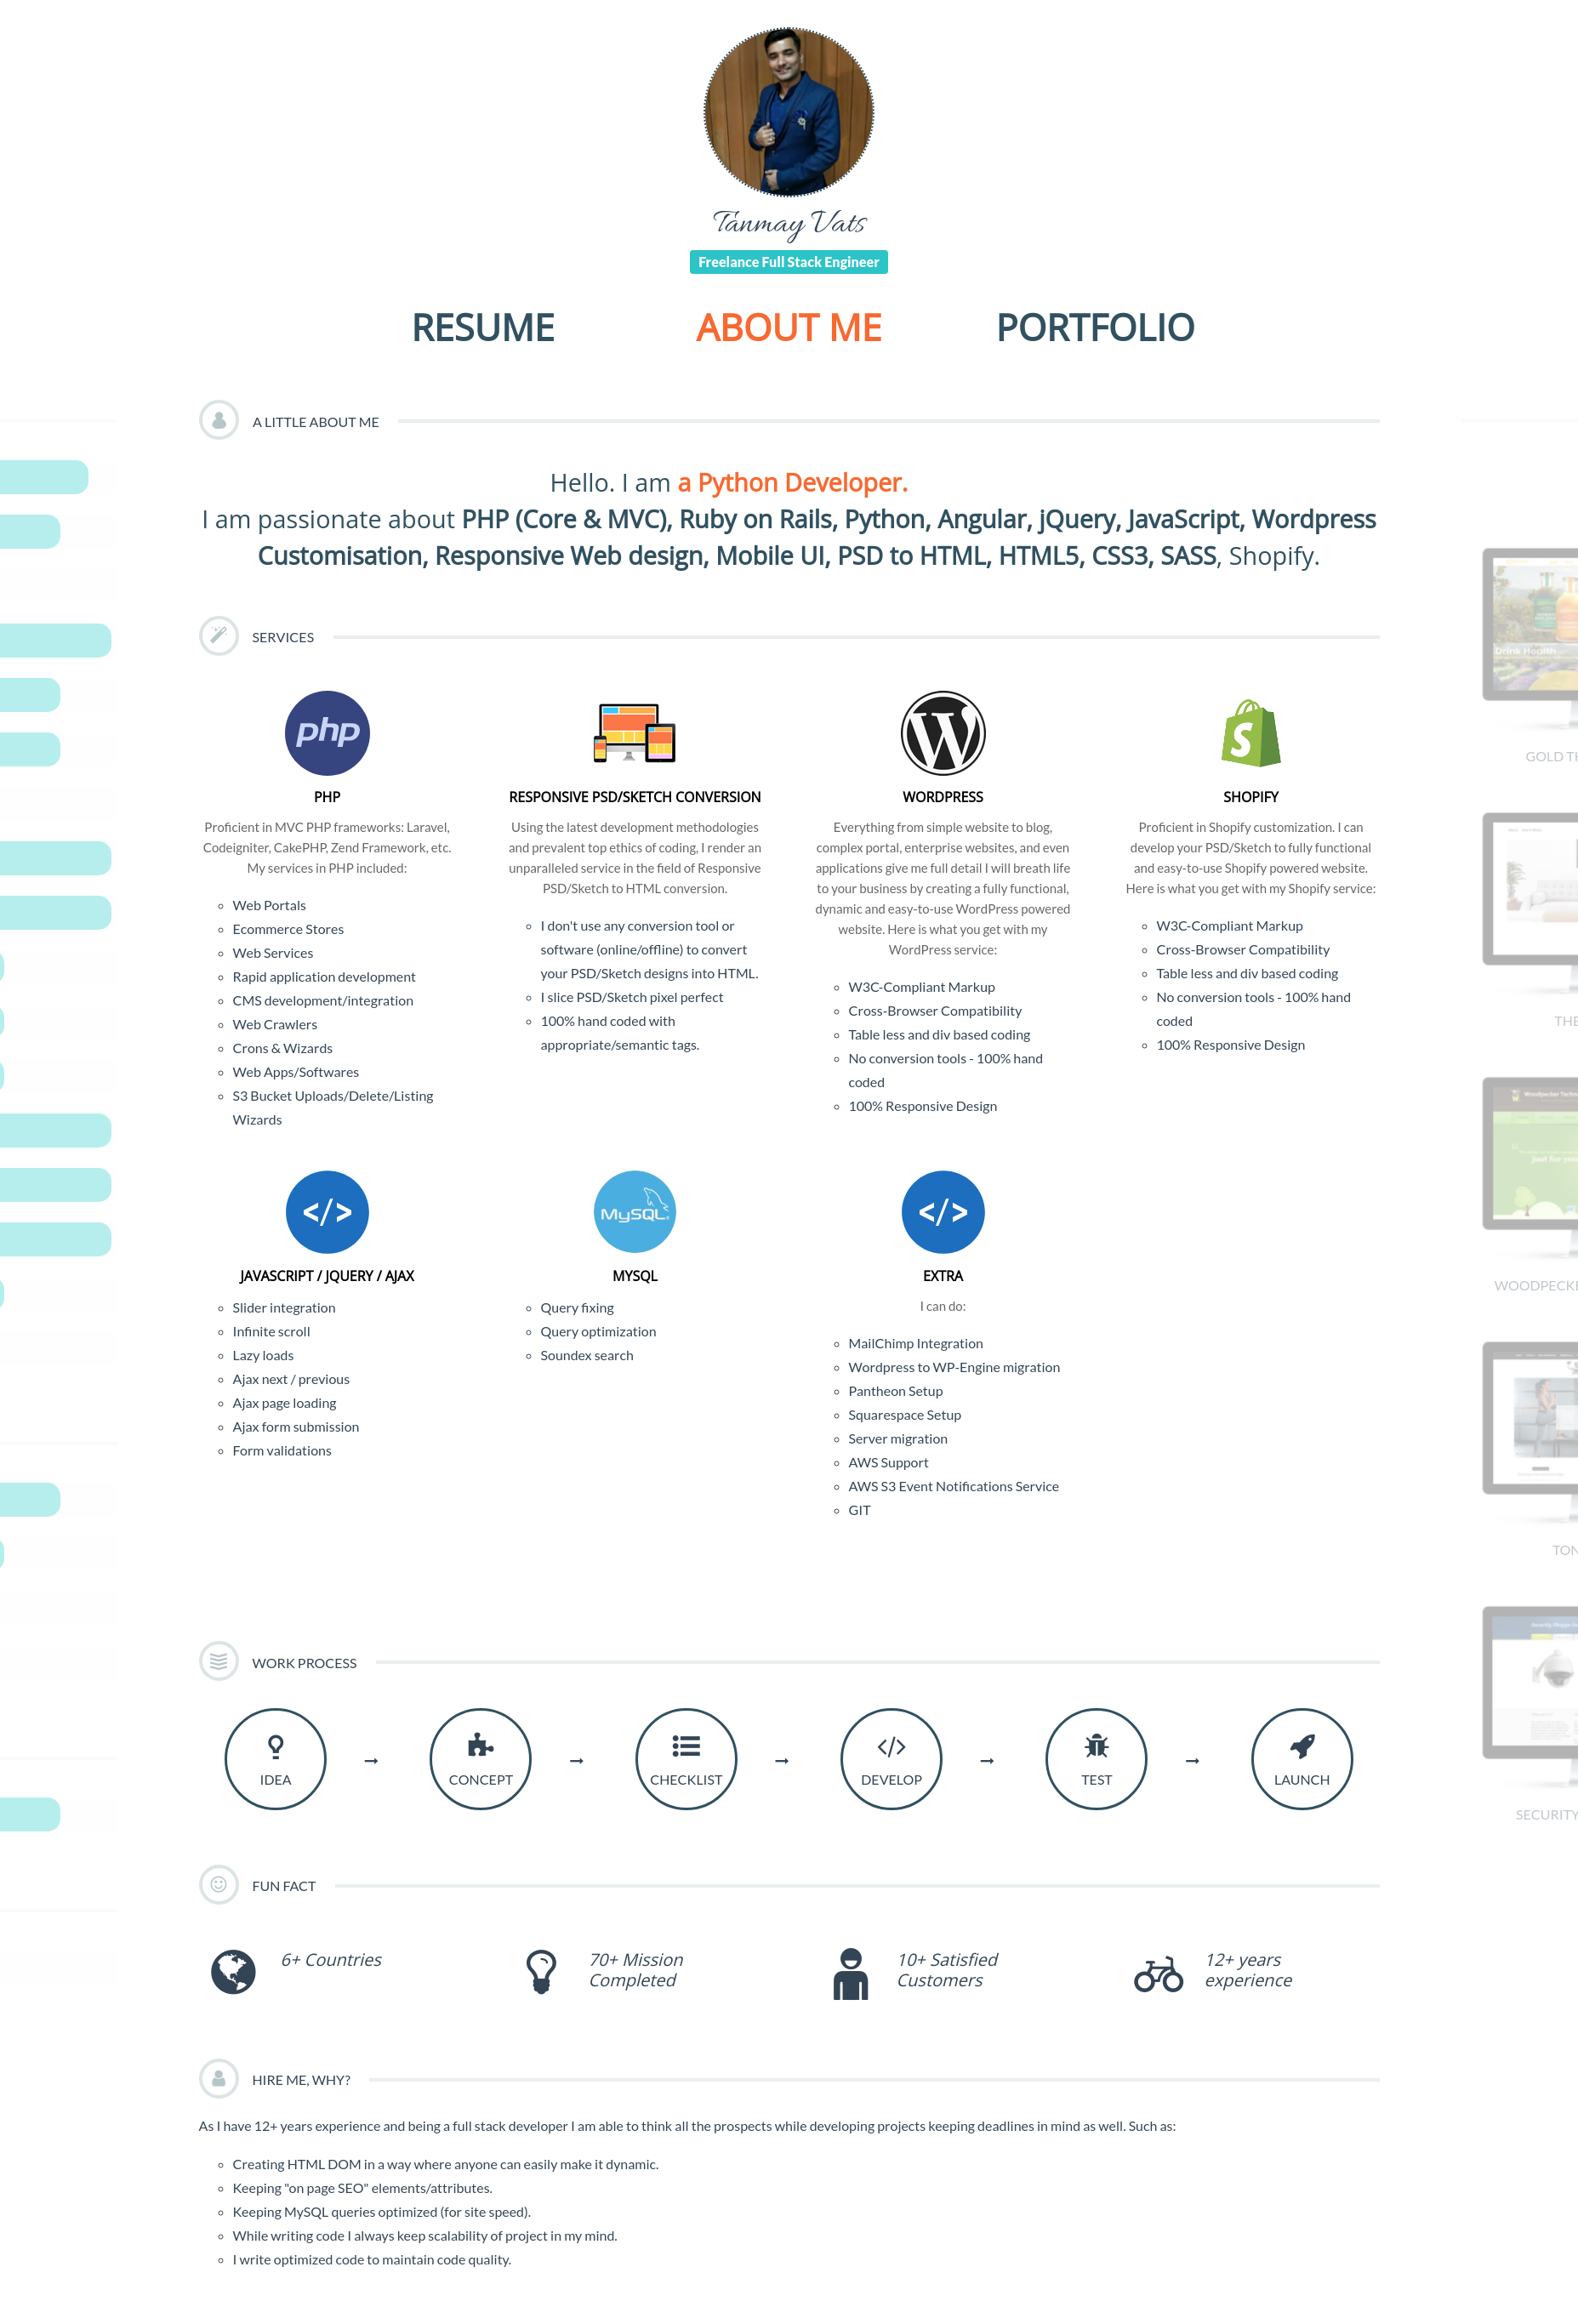 Tanmay Vats
Freelance Full Stack Engineer
RESUME
ABOUT ME
PORTFOLIO
A LITTLE ABOUT ME
Hello. I am a Python Developer.
I am passionate about PHP (Core & MVC), Ruby on Rails, Python, Angular, jQuery, JavaScript, Wordpress
Customisation, Responsive Web design, Mobile UI, PSD to HTML, HTML5, CSS3, SASS, Shopify.
SERVICES
php
PHP
Proficient in MVC PHP frameworks: Laravel,
Codeigniter, CakePHP, Zend Framework, etc.
My services in PHP included:
Web Portals
Ecommerce Stores
Web Services
Rapid application development
CMS development/integration
Web Crawlers
Crons & Wizards
Web Apps/Softwares
S3 Bucket Uploads/Delete/Listing
Wizards
RESPONSIVE PSD/SKETCH CONVERSION
Using the latest development methodologies
and prevalent top ethics of coding, I render an
unparalleled service in the field of Responsive
PSD/Sketch to HTML conversion.
I don't use any conversion tool or
software (online/offline) to convert
your PSD/Sketch designs into HTML.
I slice PSD/Sketch pixel perfect
100% hand coded with
appropriate/semantic tags.
WORDPRESS
Everything from simple website to blog,
complex portal, enterprise websites, and even
applications give me full detail I will breath life
to your business by creating a fully functional,
dynamic and easy-to-use WordPress powered
website. Here is what you get with my
WordPress service:
W3C-Compliant Markup
Cross-Browser Compatibility
Table less and div based coding
No conversion tools - 100% hand
coded
100% Responsive Design
SHOPIFY
Proficient in Shopify customization. I can
develop your PSD/Sketch to fully functional
and easy-to-use Shopify powered website.
Here is what you get with my Shopify service:
W3C-Compliant Markup
Cross-Browser Compatibility
Table less and div based coding
No conversion tools - 100% hand
coded
100% Responsive Design
</>
JAVASCRIPT / JQUERY / AJAX
Slider integration
Infinite scroll
Lazy loads
Ajax next / previous
Ajax page loading
Ajax form submission
Form validations
MySQL
MYSQL
Query fixing
Query optimization
Soundex search
</>
EXTRA
I can do:
MailChimp Integration
Wordpress to WP-Engine migration
Pantheon Setup
Squarespace Setup
Server migration
AWS Support
AWS S3 Event Notifications Service
GIT
WORK PROCESS
IDEA
CONCEPT
CHECKLIST
DEVELOP
TEST
LAUNCH
FUN FACT
6+ Countries
70+ Mission
Completed
10+ Satisfied
Customers
12+ years
experience
HIRE ME, WHY?
As I have 12+ years experience and being a full stack developer I am able to think all the prospects while developing projects keeping deadlines in mind as well. Such as:
Creating HTML DOM in a way where anyone can easily make it dynamic.
Keeping "on page SEO" elements/attributes.
Keeping MySQL queries optimized (for site speed).
While writing code I always keep scalability of project in my mind.
I write optimized code to maintain code quality.
Drink Health
GOLD
THE
just for you
TON
SECURITY